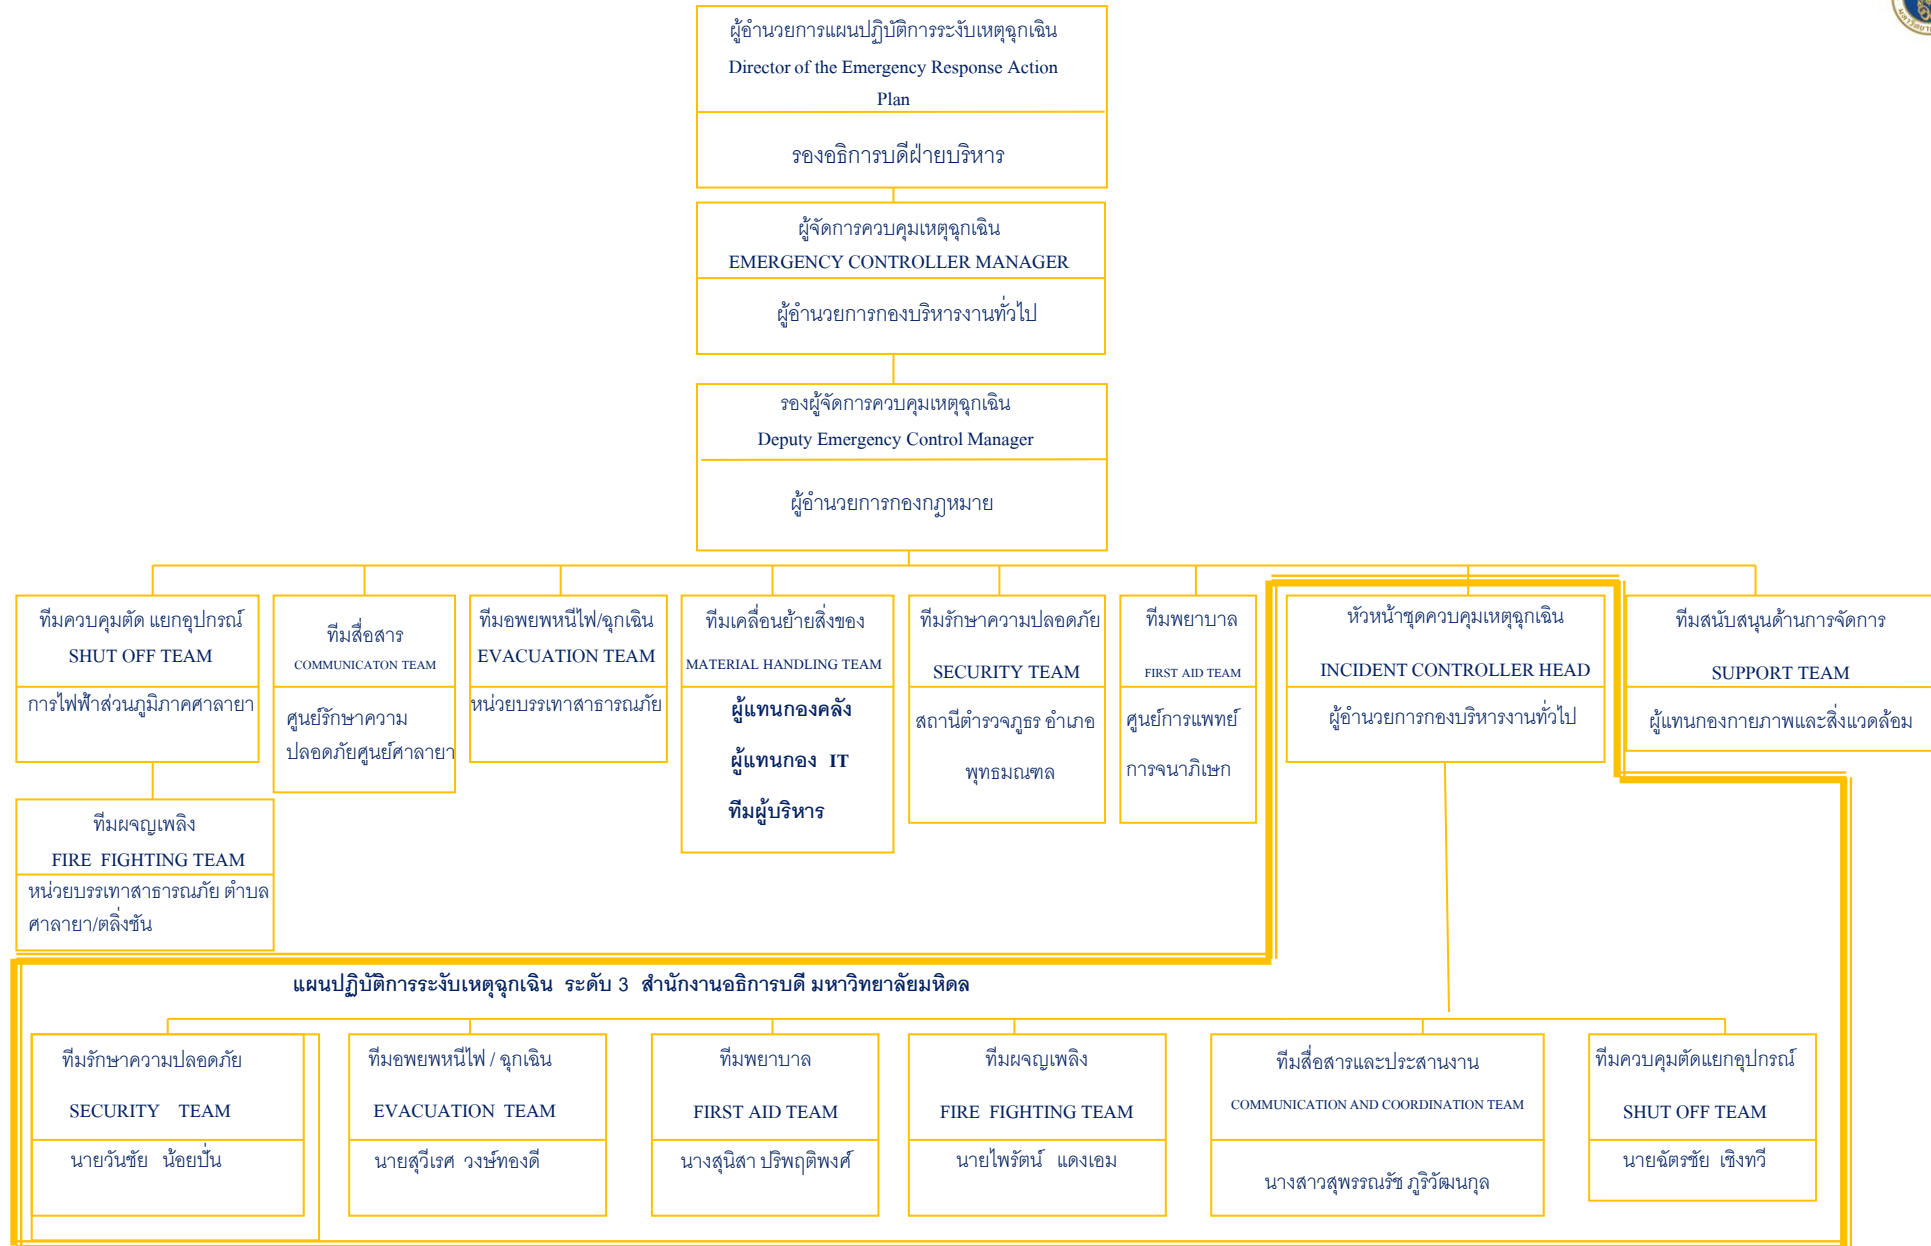 ผู้อำนวยการแผนปฏิบัติการระงับเหตุฉุกเฉิน
Director of the Emergency Response Action
Plan
รองอธิการบดีฝ่ายบริหาร
ผู้จัดการควบคุมเหตุฉุกเฉิน
EMERGENCY CONTROLLER MANAGER
ผู้อำนวยการกองบริหารงานทั่วไป
รองผู้จัดการควบคุมเหตุฉุกเฉิน
Deputy Emergency Control Manager
ผู้อำนวยการกองกฎหมาย
ทีมควบคุมตัด แยกอุปกรณ์
SHUT OFF TEAM
การไฟฟ้าส่วนภูมิภาคศาลายา
ทีมสื่อสาร
COMMUNICATON TEAM
ศูนย์รักษาความ
ปลอดภัยศูนย์ศาลายา
ทีมอพยพหนีไฟ/ฉุกเฉิน
EVACUATION TEAM
หน่วยบรรเทาสาธารณภัย
ทีมเคลื่อนย้ายสิ่งของ
MATERIAL HANDLING TEAM
ผู้แทนกองคลัง
ผู้แทนกอง IT
ทีมผู้บริหาร
ทีมรักษาความปลอดภัย
SECURITY TEAM
สถานีตำรวจภูธร อำเภอ
พุทธมณฑล
ทีมพยาบาล
FIRST AID TEAM
ศูนย์การแพทย์
การจนาภิเษก
หัวหน้าชุดควบคุมเหตุฉุกเฉิน
INCIDENT CONTROLLER HEAD
ผู้อำนวยการกองบริหารงานทั่วไป
ทีมสนับสนุนด้านการจัดการ
SUPPORT TEAM
ผู้แทนกองกายภาพและสิ่งแวดล้อม
ทีมผจญเพลิง
FIRE FIGHTING TEAM
หน่วยบรรเทาสาธารณภัย ตำบล
ศาลายา/ตลิ่งชัน
แผนปฏิบัติการระงับเหตุฉุกเฉิน ระดับ 3 สำนักงานอธิการบดี มหาวิทยาลัยมหิดล
ทีมรักษาความปลอดภัย
SECURITY TEAM
นายวันชัย น้อยปั่น
ทีมอพยพหนีไฟ / ฉุกเฉิน
EVACUATION TEAM
นายสุวีเรศ วงษ์ทองดี
ทีมพยาบาล
FIRST AID TEAM
นางสุนิสา ปริพฤติพงศ์
ทีมผจญเพลิง
FIRE FIGHTING TEAM
นายไพรัตน์ แดงเอม
ทีมสื่อสารและประสานงาน
COMMUNICATION AND COORDINATION TEAM
นางสาวสุพรรณรัช ภูริวัฒนกุล
ทีมควบคุมตัดแยกอุปกรณ์
SHUT OFF TEAM
นายฉัตรชัย เชิงทวี